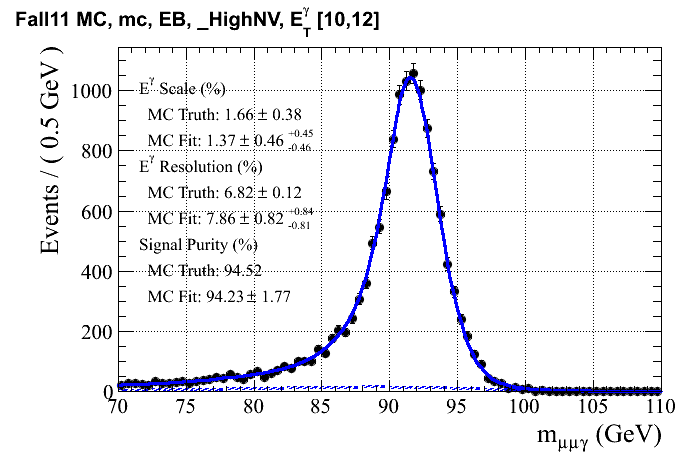 Fall11 MC, mc, EB, _HighNV, E_T^γ [10,12]
Events / ( 0.5 GeV )
1000
800
600
400
200
0
E^γ Scale (%)
MC Truth: 1.66 ± 0.38
MC Fit: 1.37 ± 0.46 ^{+0.45}_{-0.46}
E^γ Resolution (%)
MC Truth: 6.82 ± 0.12
MC Fit: 7.86 ± 0.82 ^{+0.84}_{-0.81}
Signal Purity (%)
MC Truth: 94.52
MC Fit: 94.23 ± 1.77
70 75 80 85 90 95 100 105 110
m_{μμγ} (GeV)